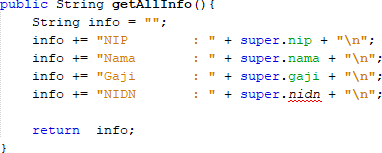 public String getAllInfo(){
    String info = "";
    info += "NIP        : " + super.nip + "\n";
    info += "Nama       : " + super.nama + "\n";
    info += "Gaji       : " + super.gaji + "\n";
    info += "NIDN       : " + super.nidn + "\n";
    return  info;
}